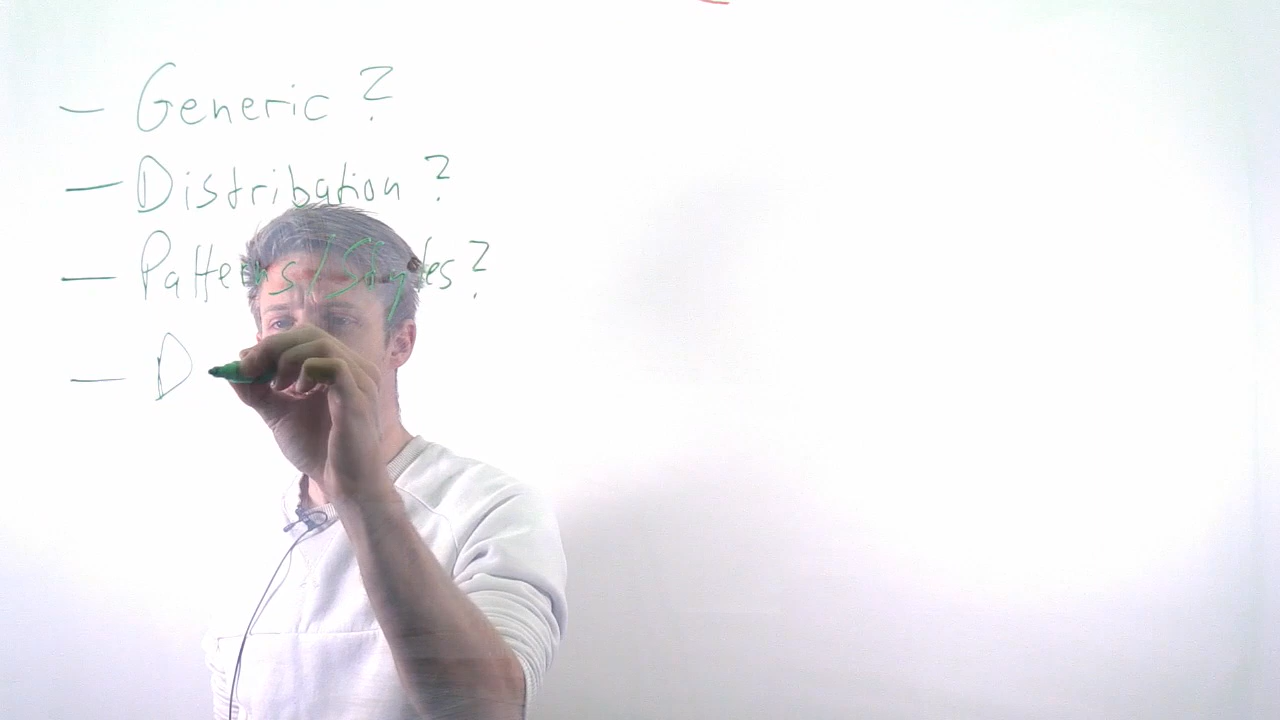 - Generic ?
- Distribution ?
- Patterns/Styles ?
- D